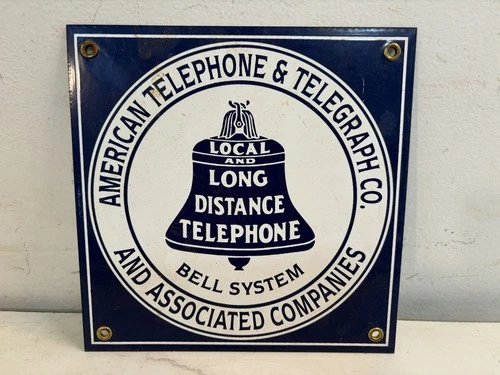 AMERICAN TELEPHONE & TELEGRAPH CO.
LOCAL
AND
LONG
DISTANCE
TELEPHONE
BELL SYSTEM
AND ASSOCIATED COMPANIES